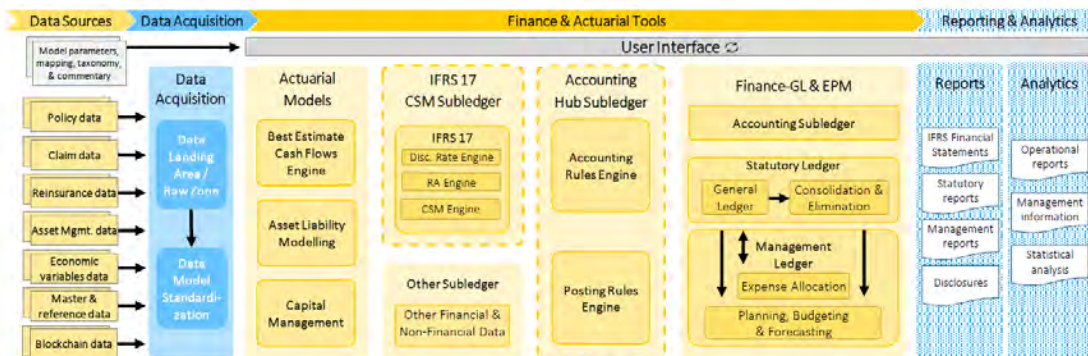 Data Sources
Data Acquisition
Finance & Actuarial Tools
Reporting & Analytics
Model parameters,
mapping, taxonomy,
& commentary
User Interface
Policy data
Claim data
Reinsurance data
Asset Mgmt. data
Economic
variables data
Master &
reference data
Blockchain data
Data
Acquisition
Data
Landing
Area /
Raw Zone
Data
Model
Standardi-
zation
Actuarial
Models
Best Estimate
Cash Flows
Engine
Asset Liability
Modelling
Capital
Management
IFRS 17
CSM Subledger
IFRS 17
Disc. Rate Engine
RA Engine
CSM Engine
Other Subledger
Other Financial &
Non-Financial Data
Accounting
Hub Subledger
Accounting
Rules Engine
Posting Rules
Engine
Finance-GL & EPM
Accounting Subledger
Statutory Ledger
General
Ledger
Consolidation &
Elimination
Management
Ledger
Expense Allocation
Planning, Budgeting
& Forecasting
Reports
IFRS Financial
Statements
Statutory
reports
Management
reports
Disclosures
Analytics
Operational
reports
Management
information
Statistical
analysis